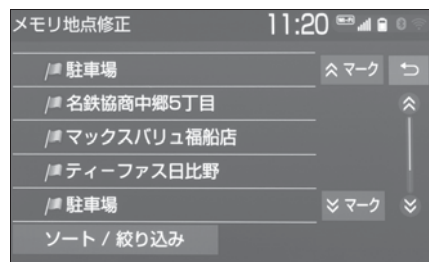 メモリ地点修正 11:20
駐車場 マーク
名鉄協商中郷5丁目
マックスバリュ福船店
ティーファス日比野
駐車場 マーク
ソート / 絞り込み